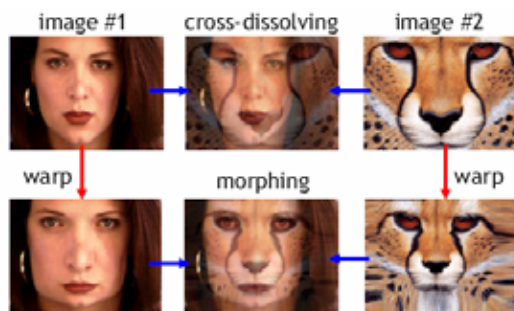 image #1
cross-dissolving
image #2
warp
morphing
warp